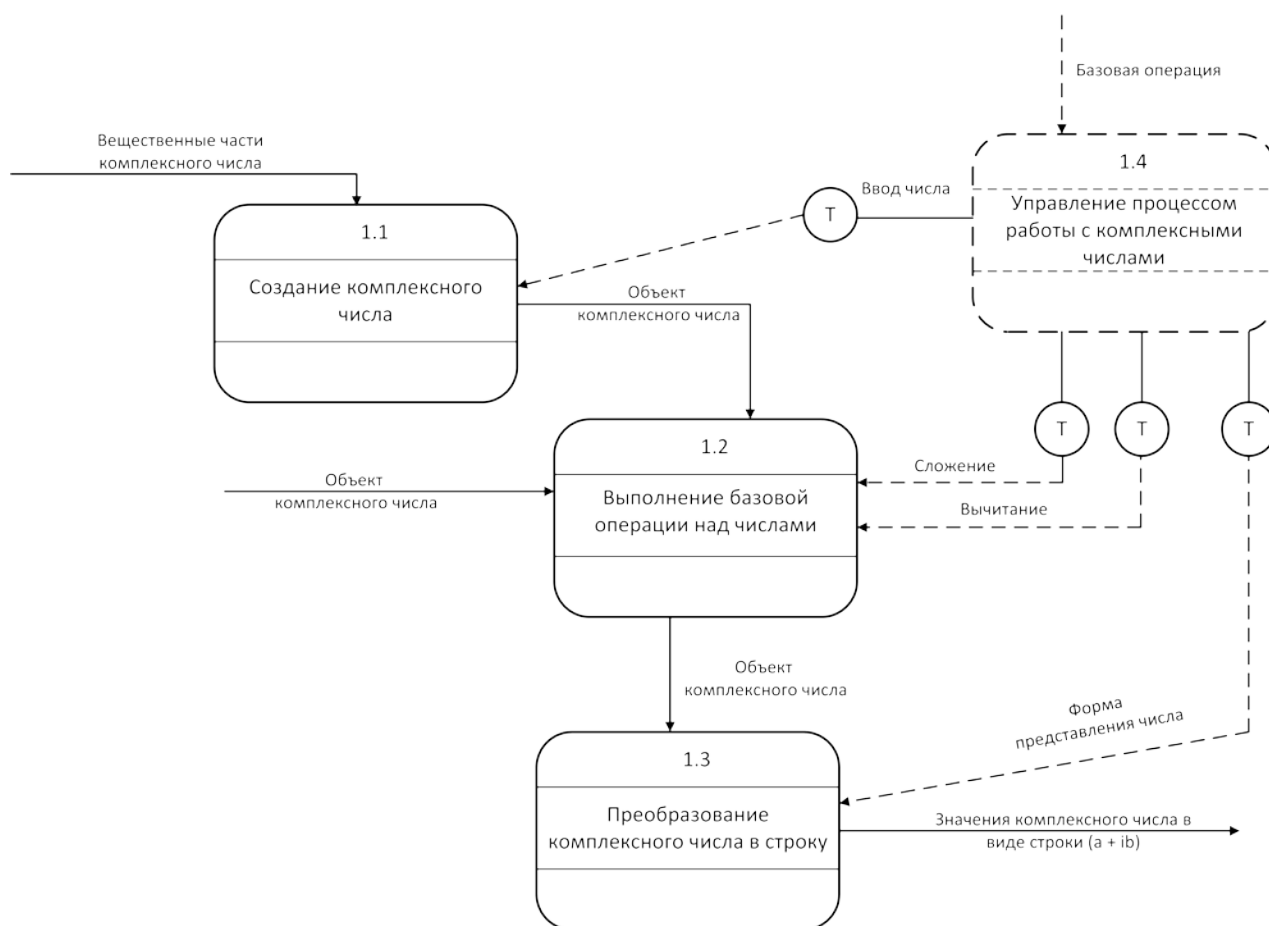 Базовая операция
Вещественные части
комплексного числа
1.4
Управление процессом
работы с комплексными
числами
Ввод числа
T
1.1
Создание комплексного
числа
Объект
комплексного числа
T
T
T
1.2
Выполнение базовой
операции над числами
Сложение
Вычитание
Объект
комплексного числа
Объект
комплексного числа
Форма
представления числа
1.3
Преобразование
комплексного числа в строку
Значения комплексного числа в
виде строки (a + ib)